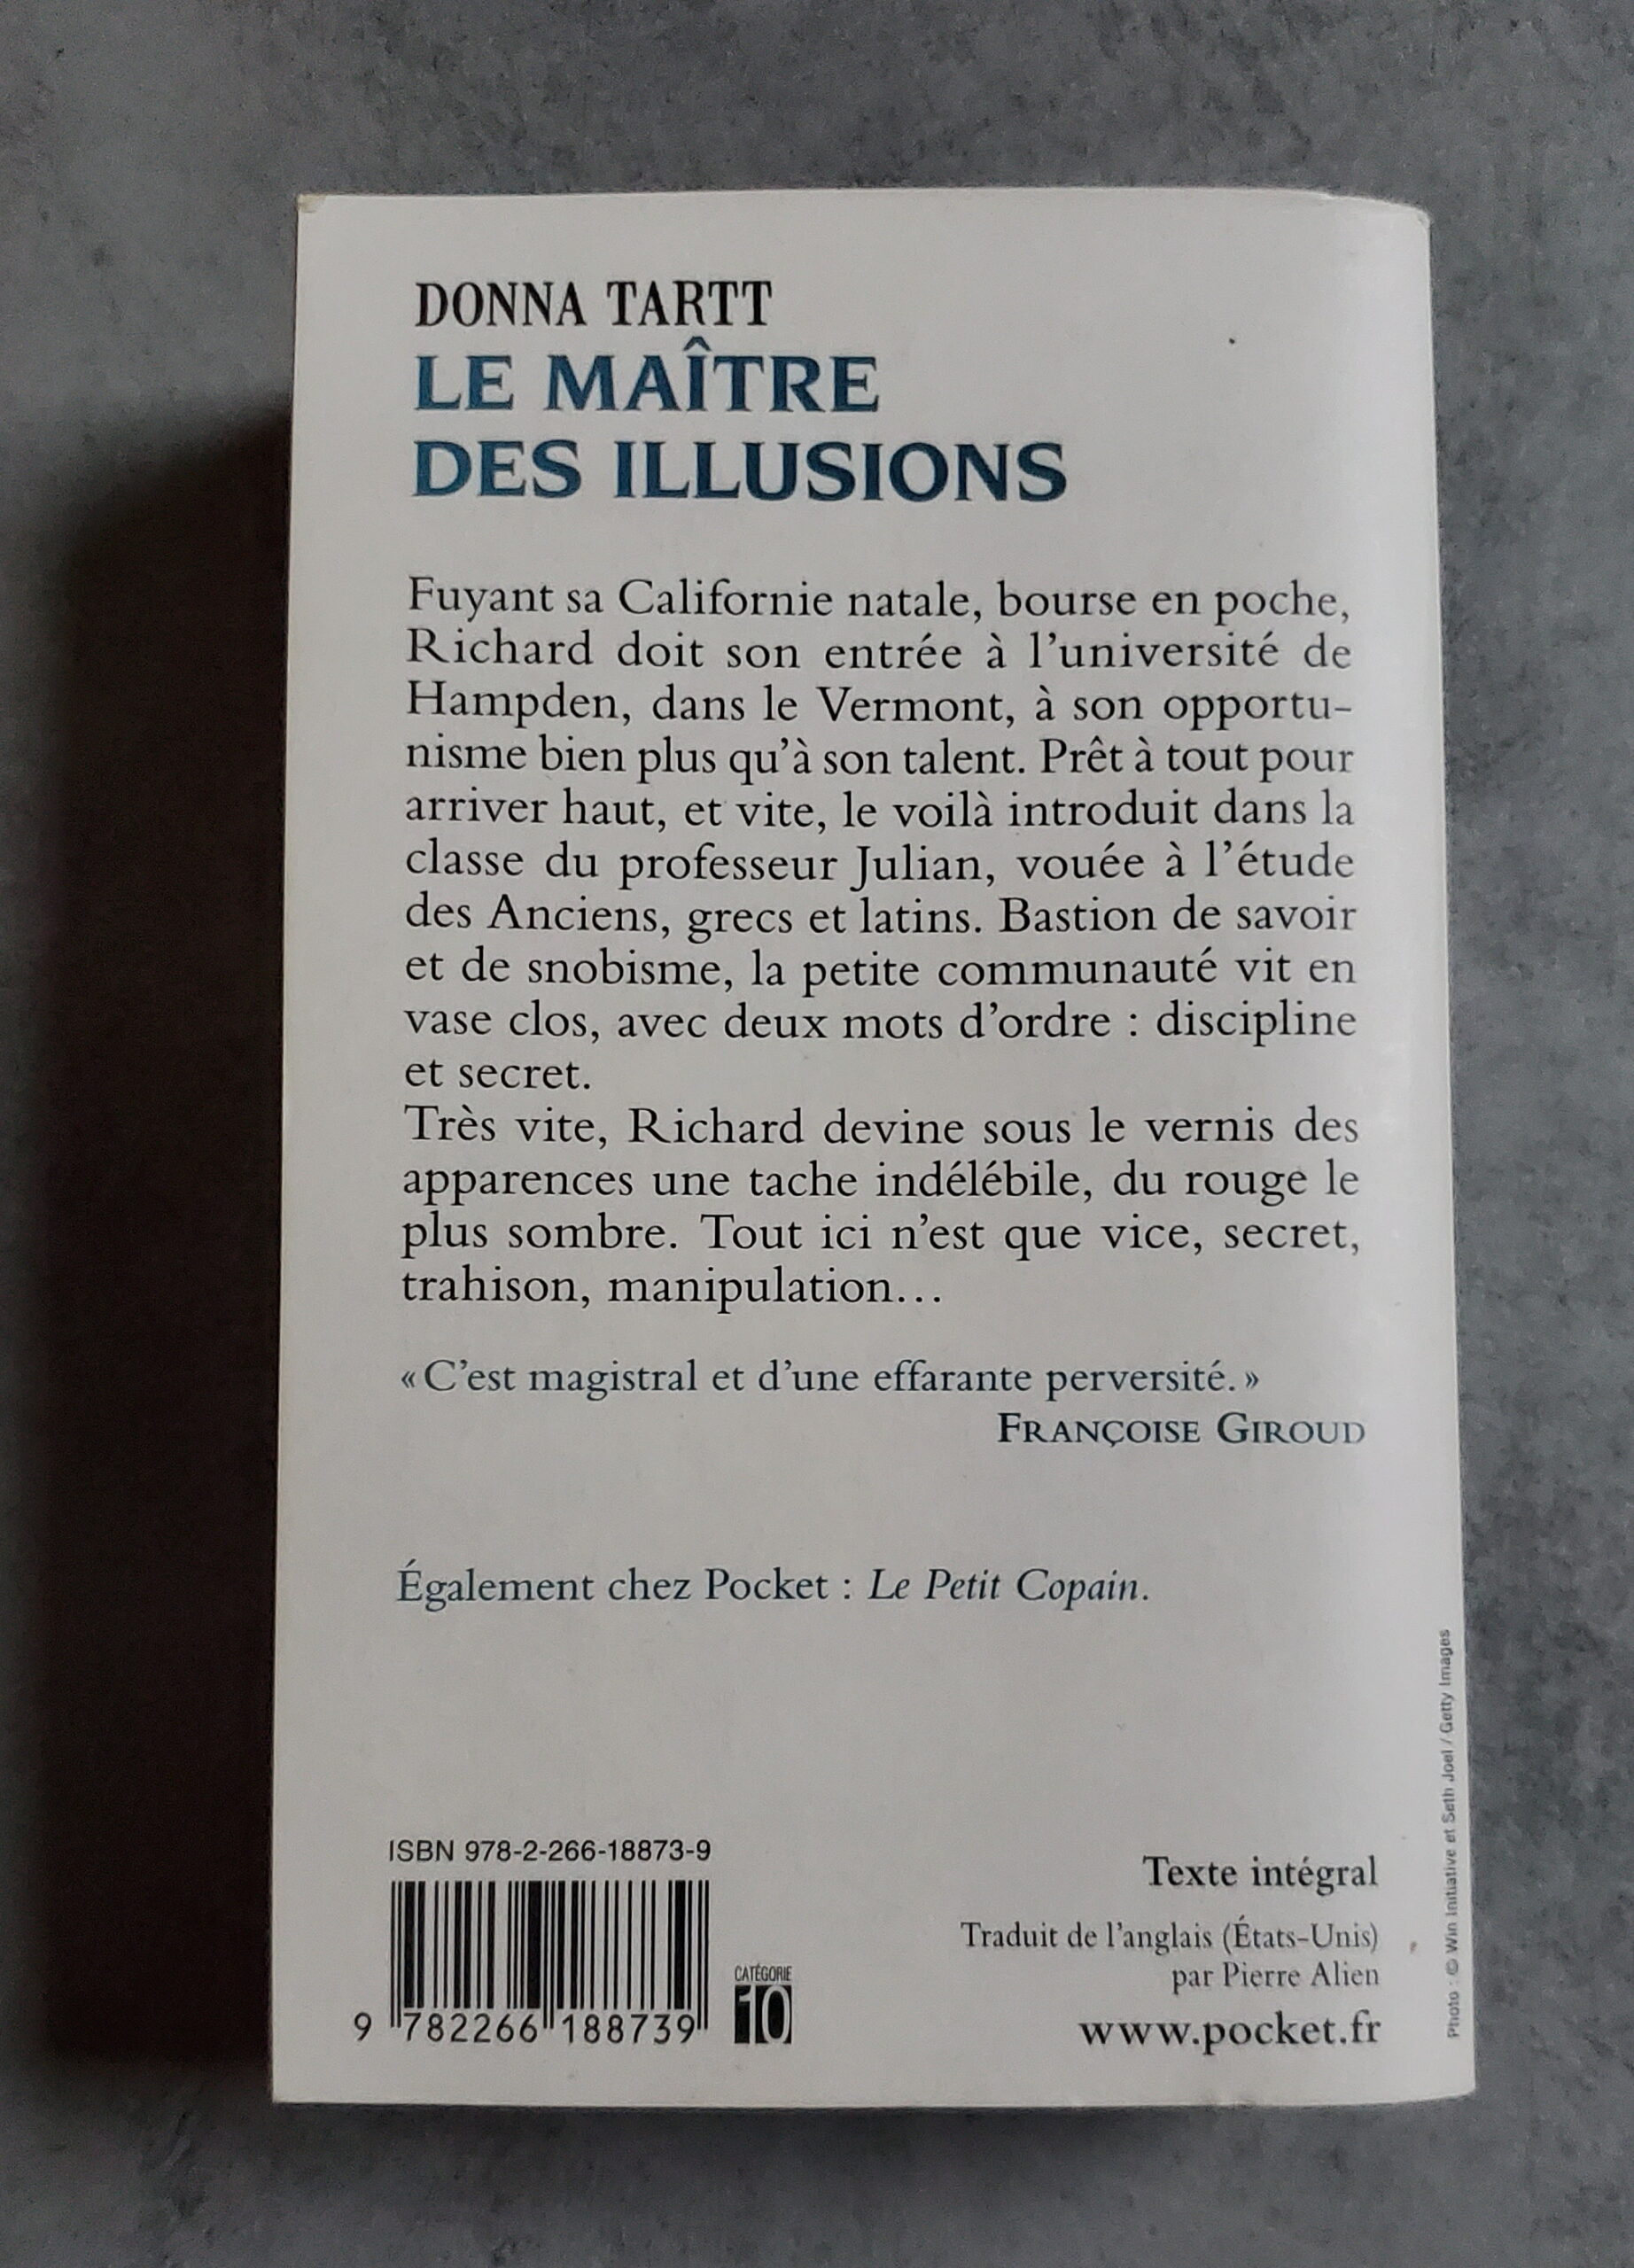 DONNA TARTT
LE MAÎTRE
DES ILLUSIONS
Fuyant sa Californie natale, bourse en poche,
Richard doit son entrée à l'université de
Hampden, dans le Vermont, à son opportu-
nisme bien plus qu'à son talent. Prêt à tout pour
arriver haut, et vite, le voilà introduit dans la
classe du professeur Julian, vouée à l'étude
des Anciens, grecs et latins. Bastion de savoir
et de snobisme, la petite communauté vit en
vase clos, avec deux mots d'ordre : discipline
et secret.
Très vite, Richard devine sous le vernis des
apparences une tache indélébile, du rouge le
plus sombre. Tout ici n'est que vice, secret,
trahison, manipulation...
« C'est magistral et d'une effarante perversité. »
FRANÇOISE GIROUD
Également chez Pocket : Le Petit Copain.
ISBN 978-2-266-18873-9
9 782266 188739
CATÉGORIE
10
Texte intégral
Traduit de l'anglais (États-Unis)
par Pierre Alien
www.pocket.fr
Photo : © Win Initiative et Seth Joel / Getty Images